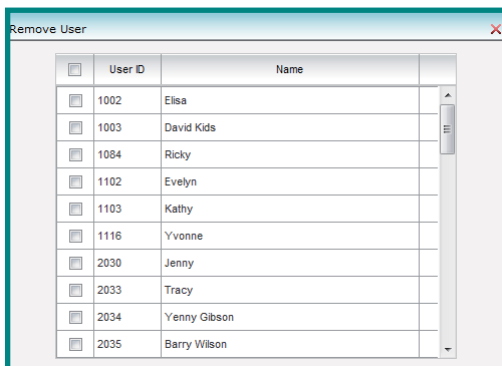 Remove User
User ID Name
1002 Elisa
1003 David Kids
1084 Ricky
1102 Evelyn
1103 Kathy
1116 Yvonne
2030 Jenny
2033 Tracy
2034 Yenny Gibson
2035 Barry Wilson